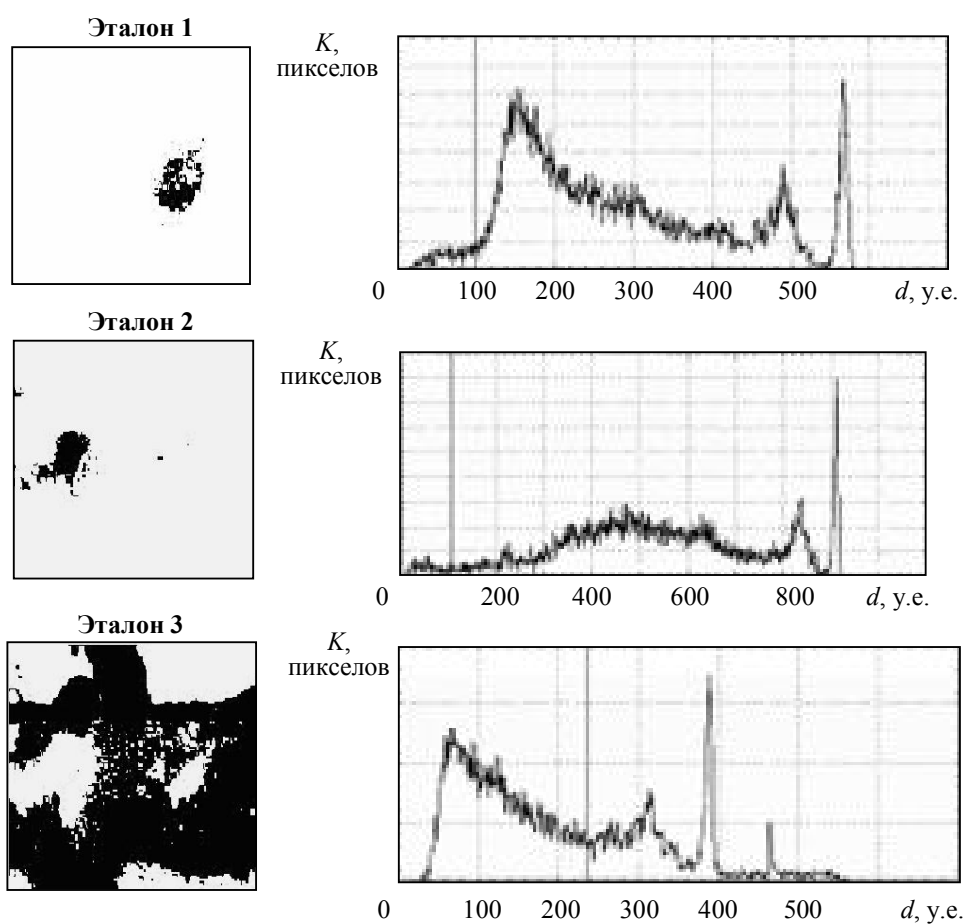 Эталон 1
K,
пикселов
0 100 200 300 400 500 d, у.е.
Эталон 2
K,
пикселов
0 200 400 600 800 d, у.е.
Эталон 3
K,
пикселов
0 100 200 300 400 500 d, у.е.